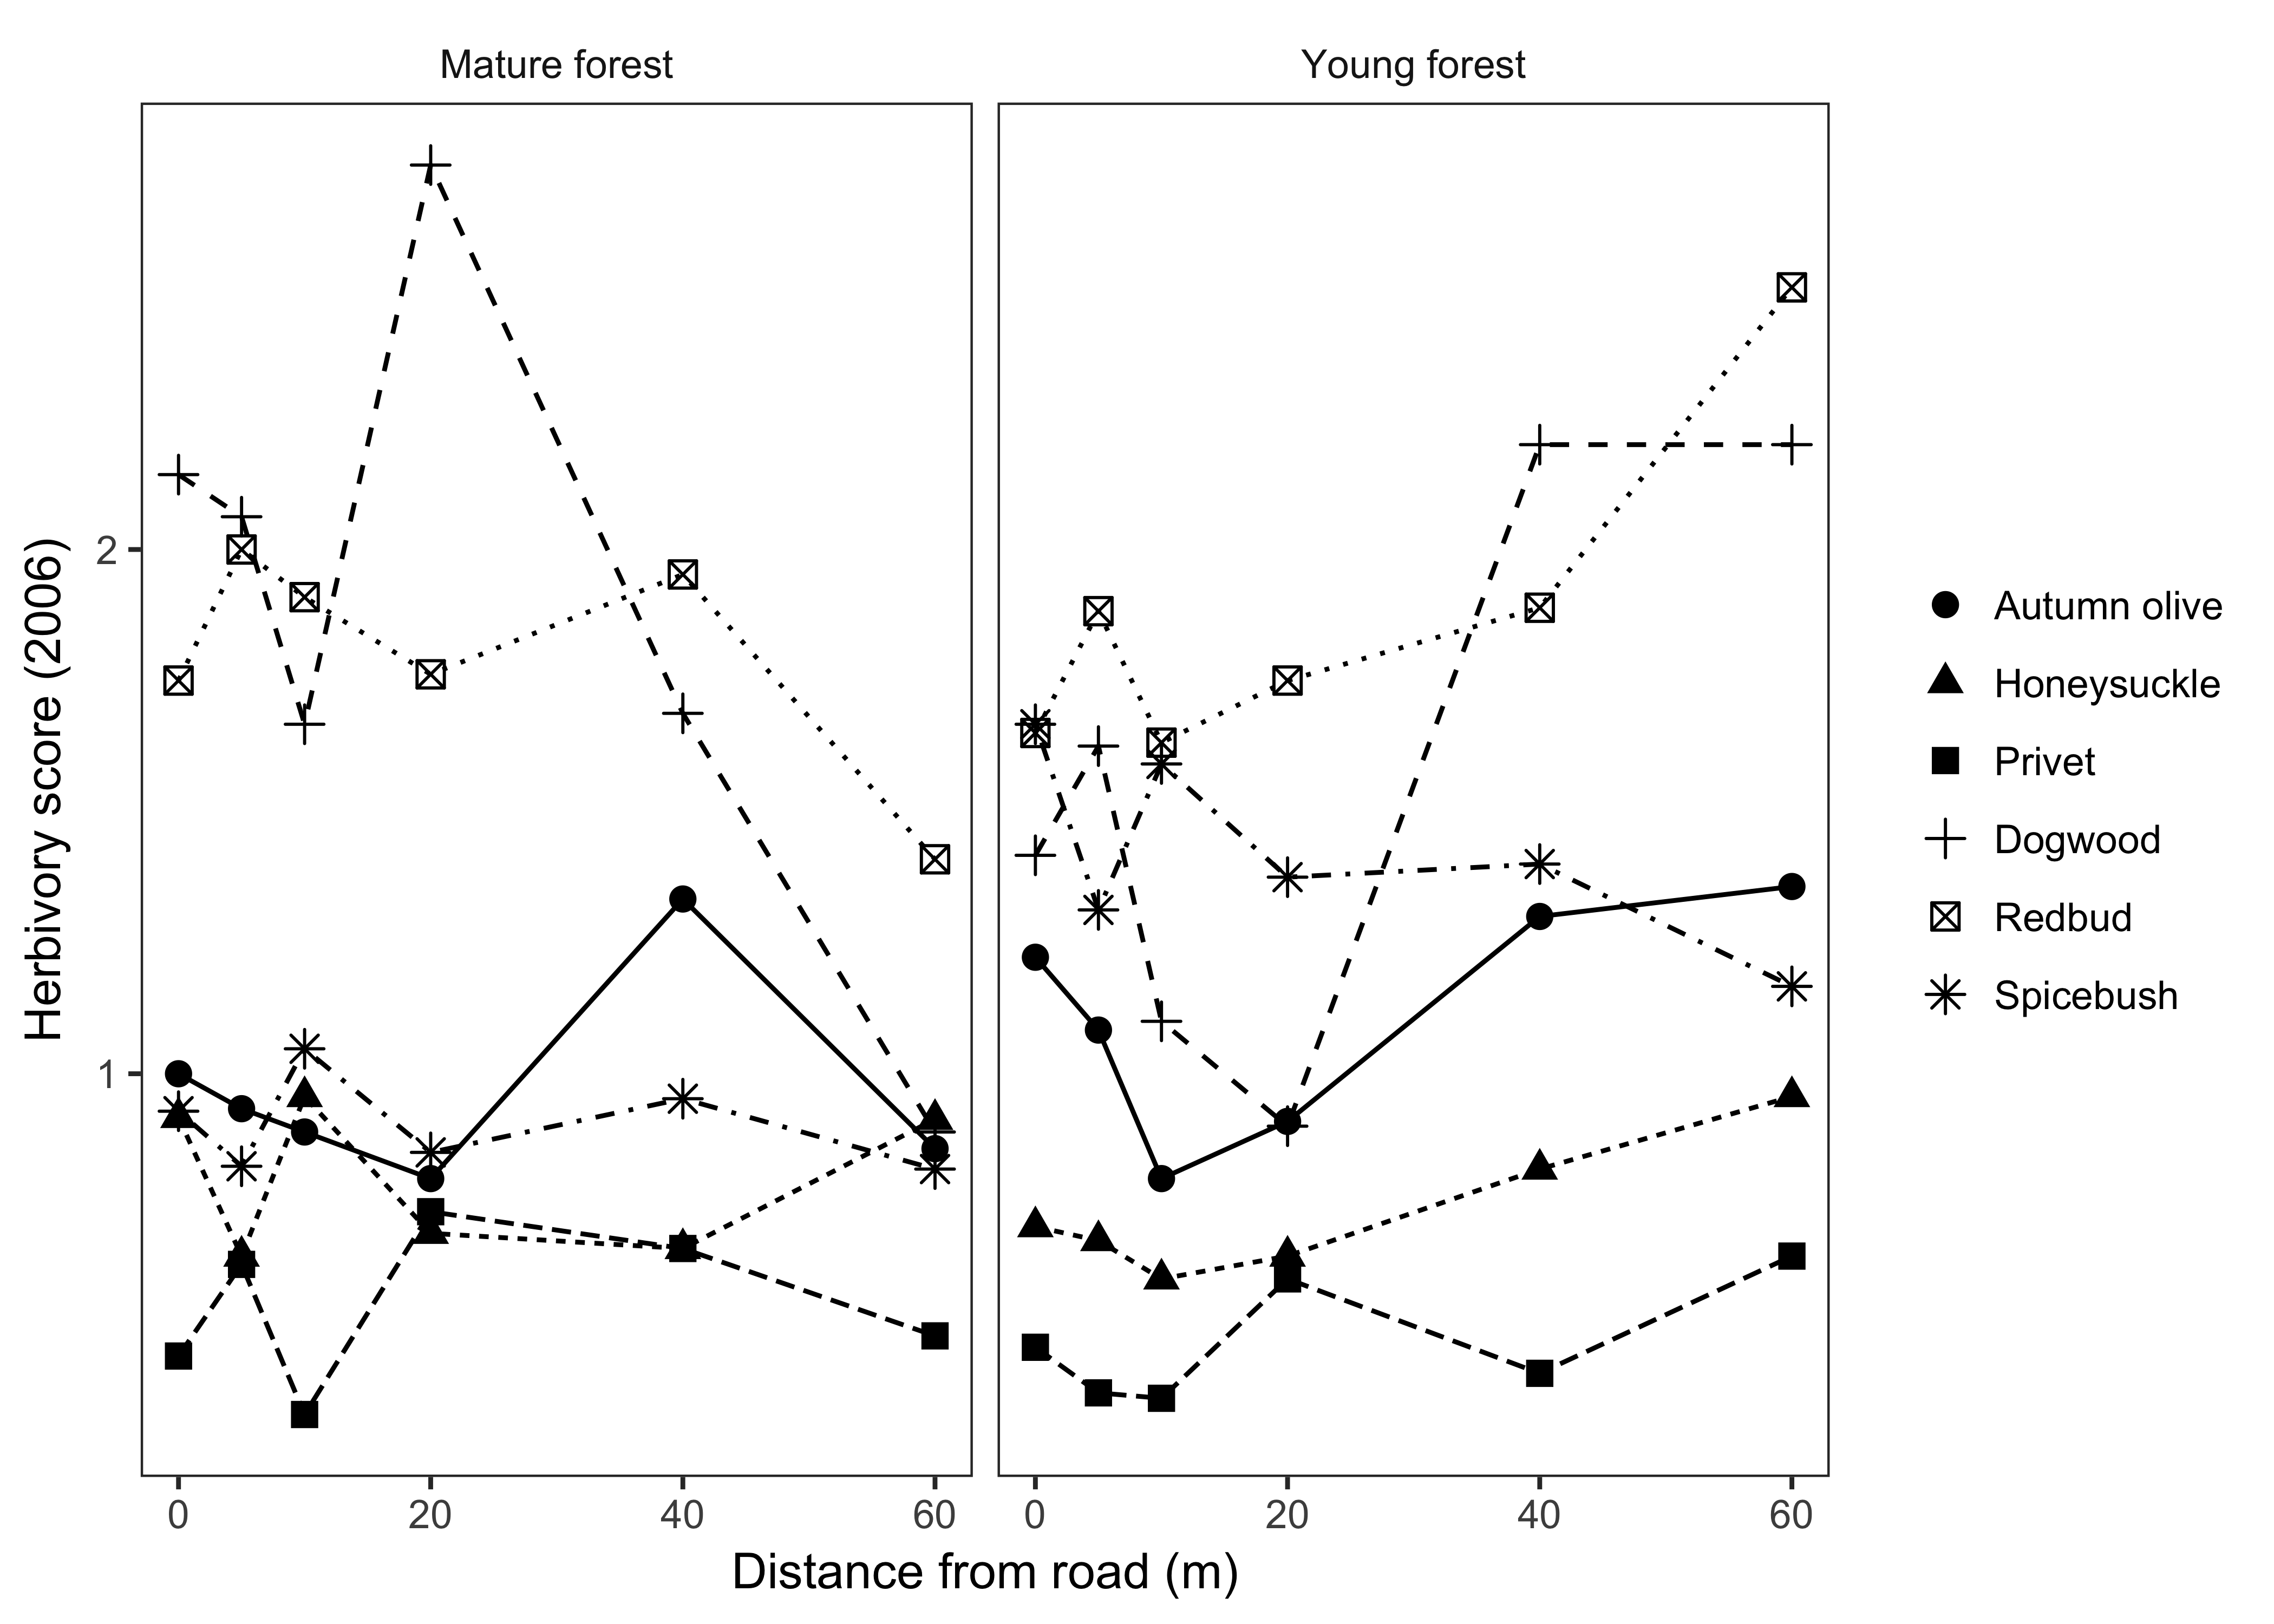 Mature forest
Young forest
Herbivory score (2006)
2
1
0 20 40 60
0 20 40 60
Distance from road (m)
Autumn olive
Honeysuckle
Privet
Dogwood
Redbud
Spicebush